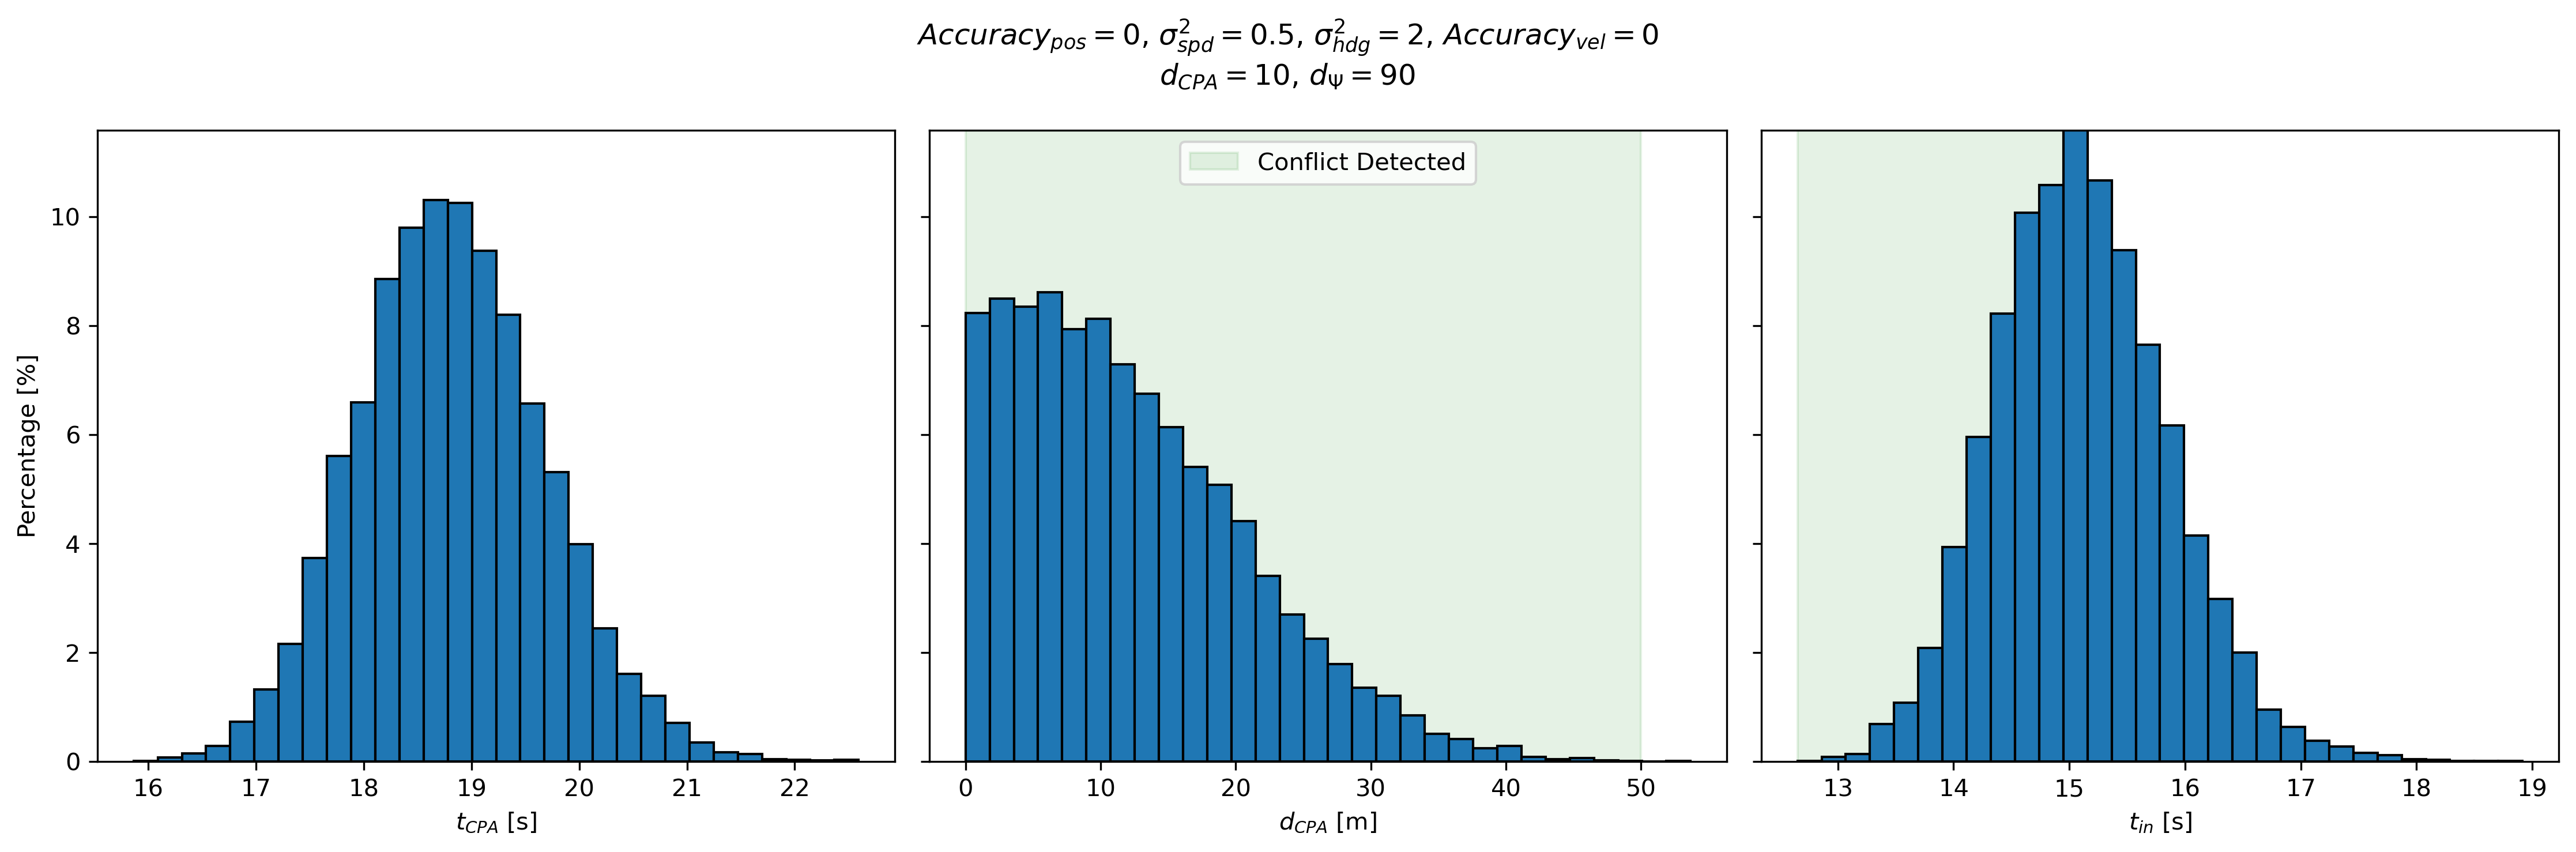 Accuracy_pos = 0, σ²_spd = 0.5, σ²_hdg = 2, Accuracy_vel = 0
d_CPA = 10, d_Ψ = 90
Conflict Detected
Percentage [%]
10
8
6
4
2
0
16 17 18 19 20 21 22
0 10 20 30 40 50
13 14 15 16 17 18 19
t_CPA [s]
d_CPA [m]
t_in [s]